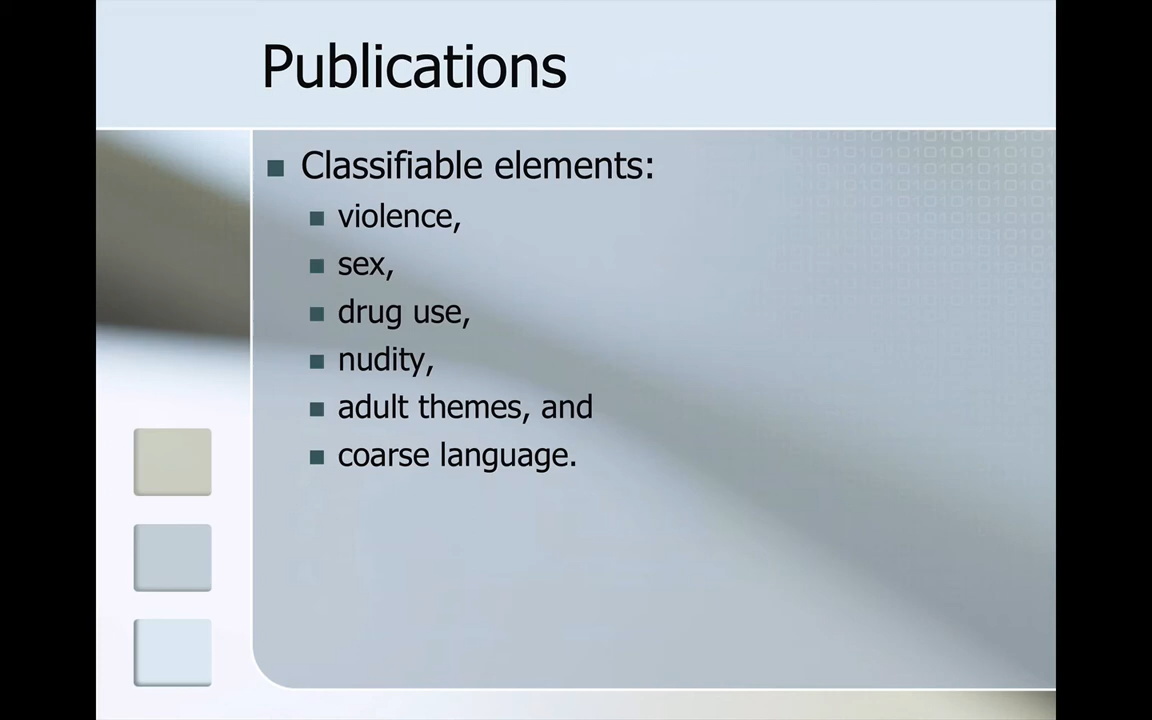 Publications
Classifiable elements:
violence,
sex,
drug use,
nudity,
adult themes, and
coarse language.